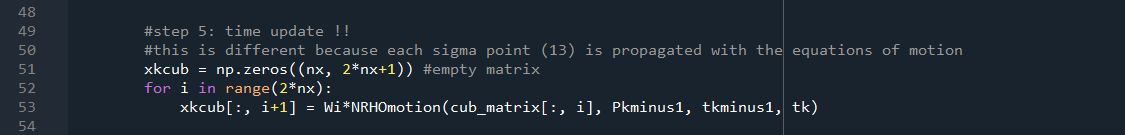 48
49 #step 5: time update !!
50 #this is different because each sigma point (13) is propagated with the equations of motion
51 xkcub = np.zeros((nx, 2*nx+1)) #empty matrix
52 for i in range(2*nx):
53 xkcub[:, i+1] = Wi*NRHOmotion(cub_matrix[:, i], Pkminus1, tkminus1, tk)
54